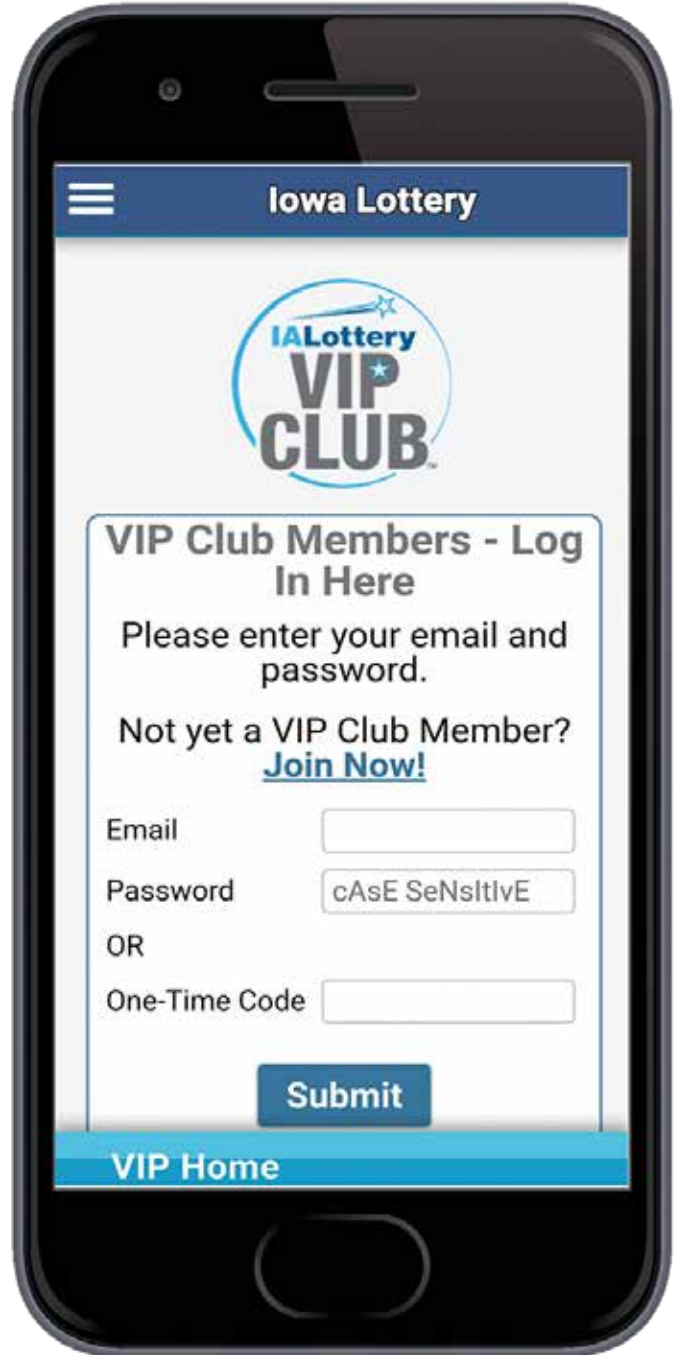 Iowa Lottery
IALottery
VIP
CLUB™
VIP Club Members - Log
In Here
Please enter your email and
password.
Not yet a VIP Club Member?
Join Now!
Email
Password cAsE SeNsItIvE
OR
One-Time Code
Submit
VIP Home